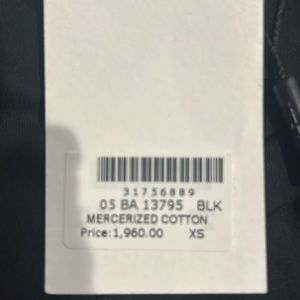 31756889
05 BA 13795 BLK
MERCERIZED COTTON
Price:1,960.00 XS